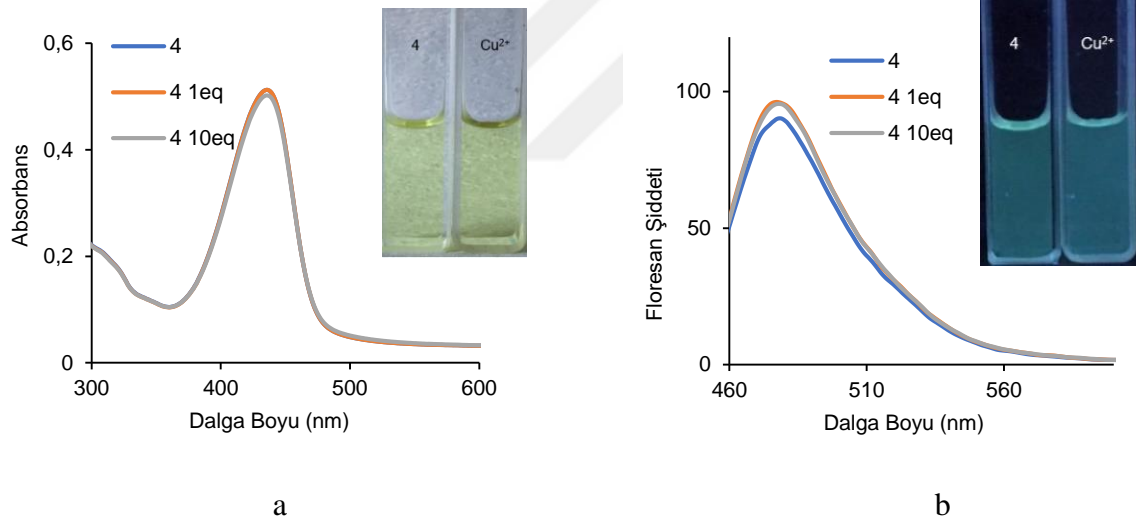 0,6
4
4 1eq
4 10eq
4
Cu²⁺
0,4
0,2
0
Absorbans
300
400
500
600
Dalga Boyu (nm)
a
4
4 1eq
4 10eq
4
Cu²⁺
100
50
0
Floresan Şiddeti
460
510
560
Dalga Boyu (nm)
b